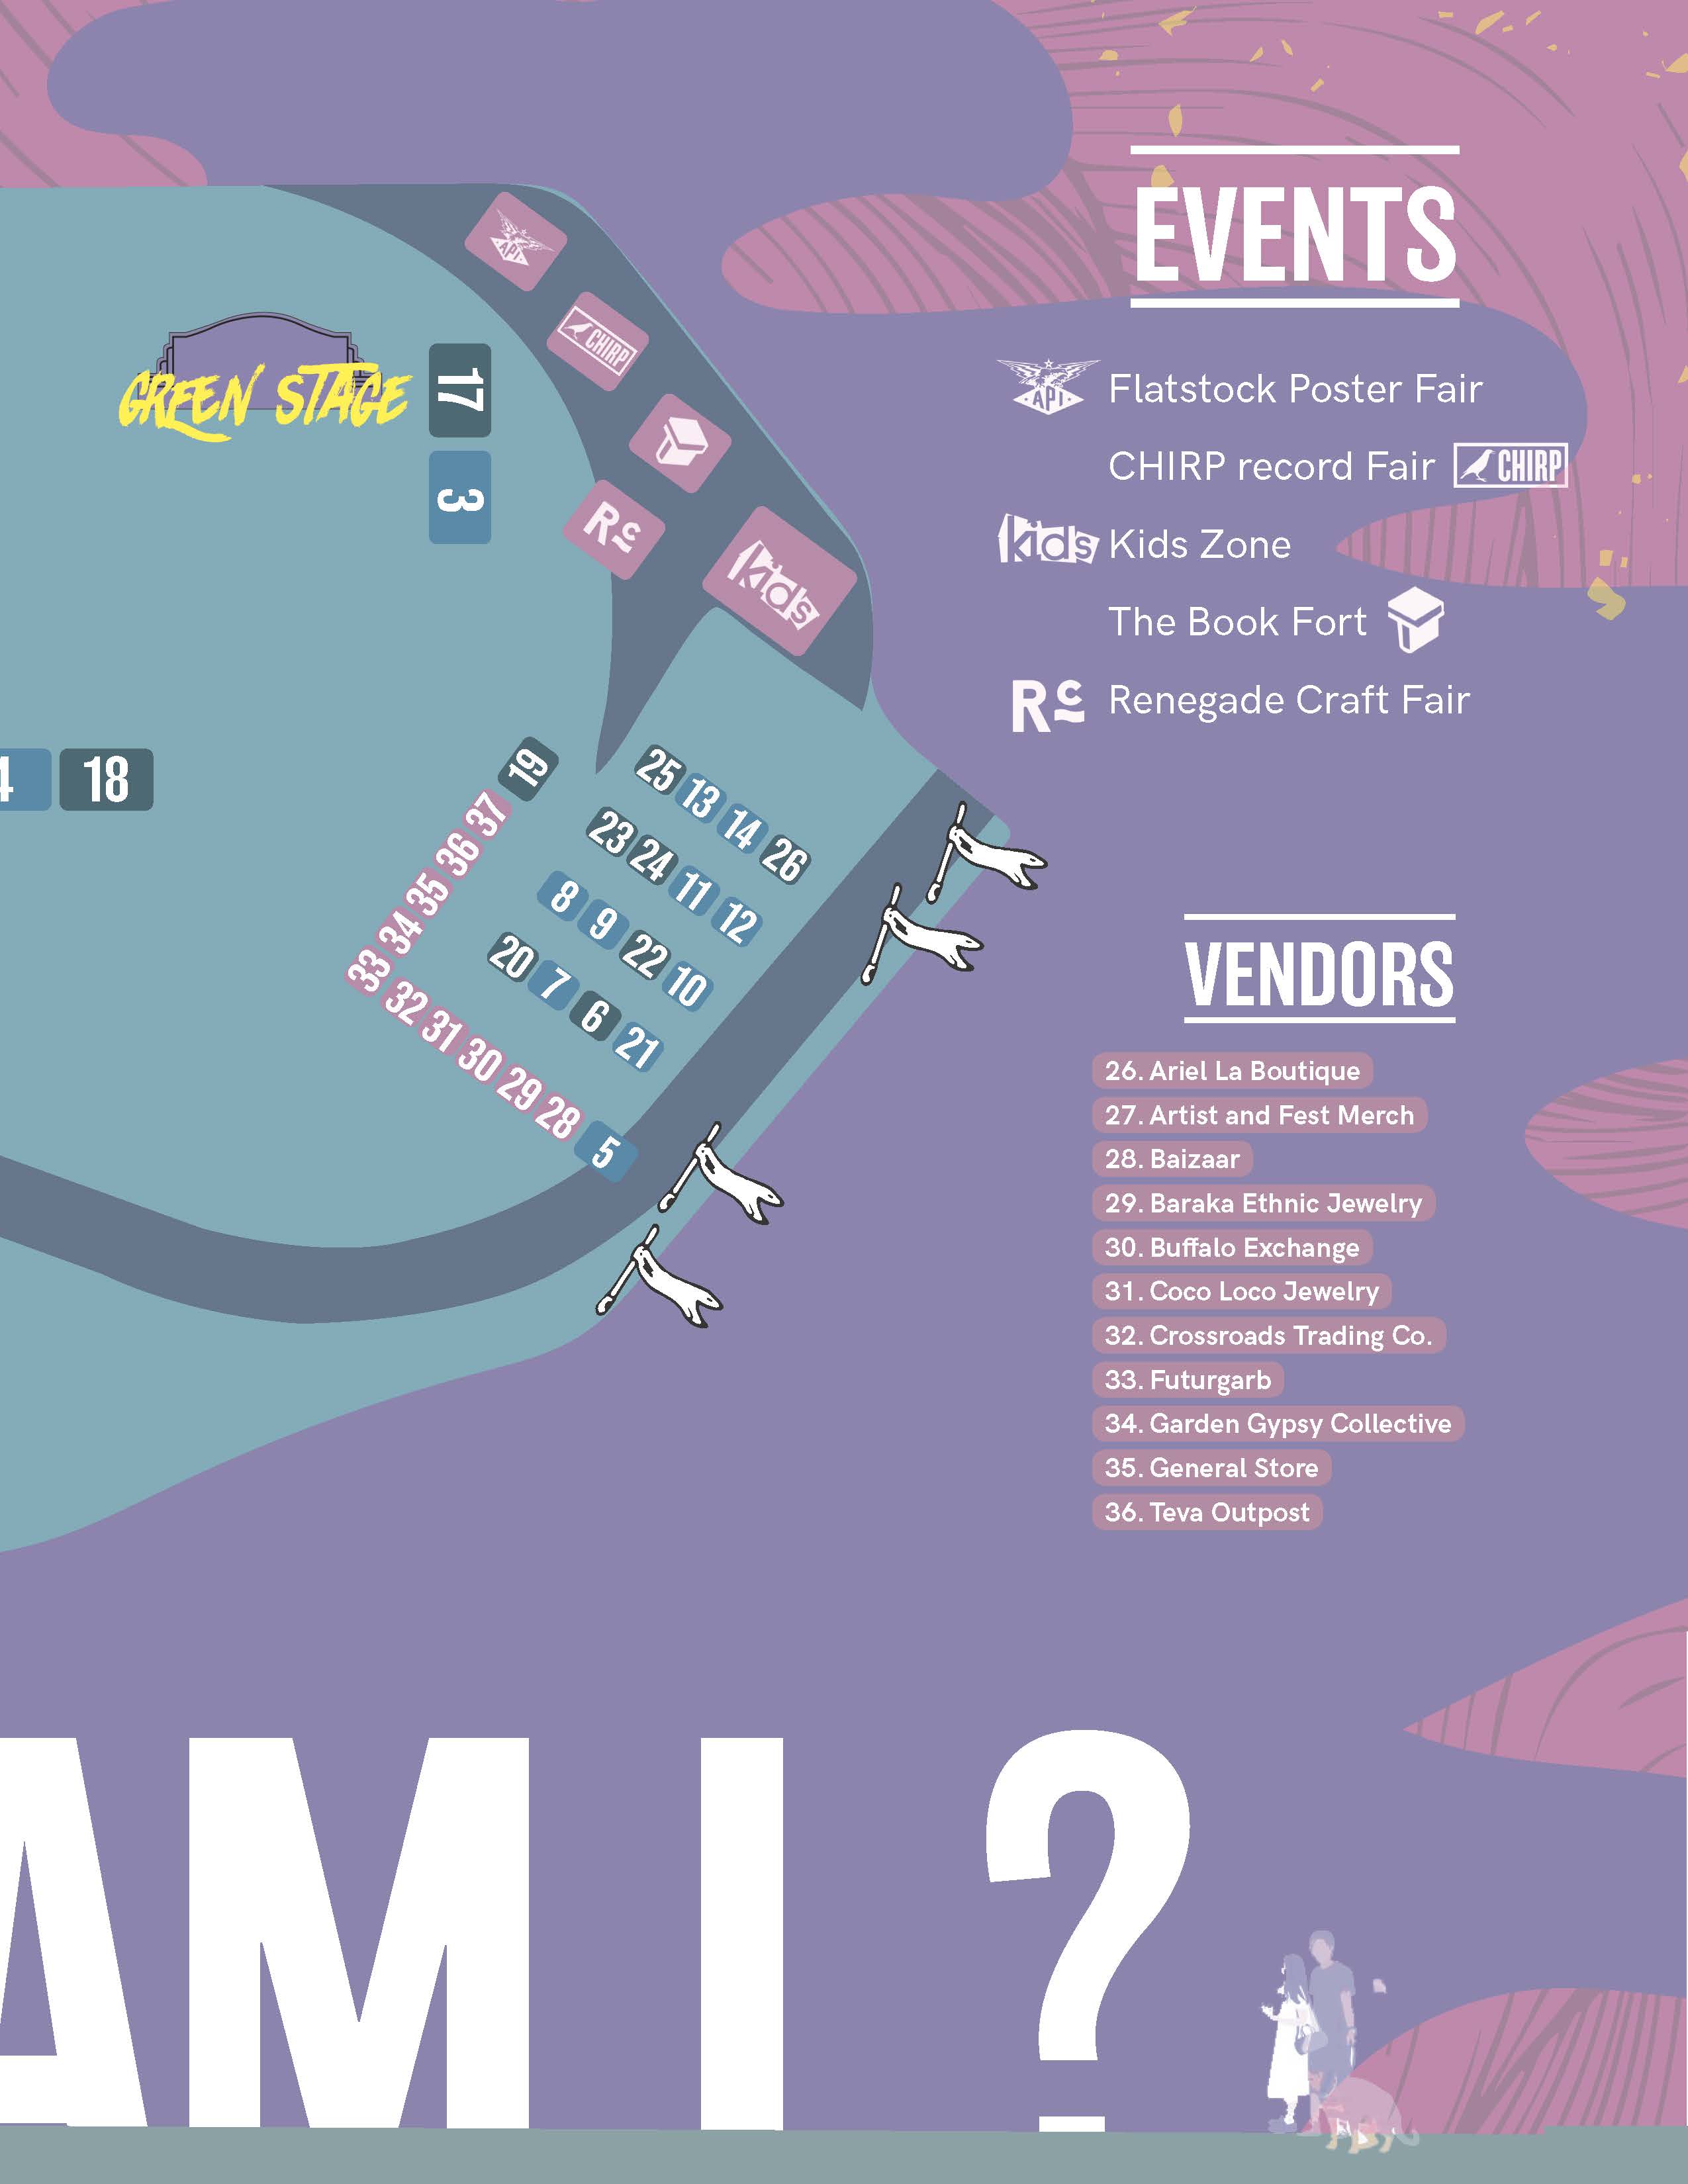 EVENTS
API Flatstock Poster Fair
CHIRP record Fair CHIRP
kids Kids Zone
The Book Fort
Rc Renegade Craft Fair
API
CHIRP
Rc
kids
GREEN STAGE
17
3
4 18
19
37
36
35
34
33
32
31
30
29
28
5
25 13 14 26
23 24 11 12
8 9 22 10
20 7 6 21
VENDORS
26. Ariel La Boutique
27. Artist and Fest Merch
28. Baizaar
29. Baraka Ethnic Jewelry
30. Buffalo Exchange
31. Coco Loco Jewelry
32. Crossroads Trading Co.
33. Futurgarb
34. Garden Gypsy Collective
35. General Store
36. Teva Outpost
AM I ?